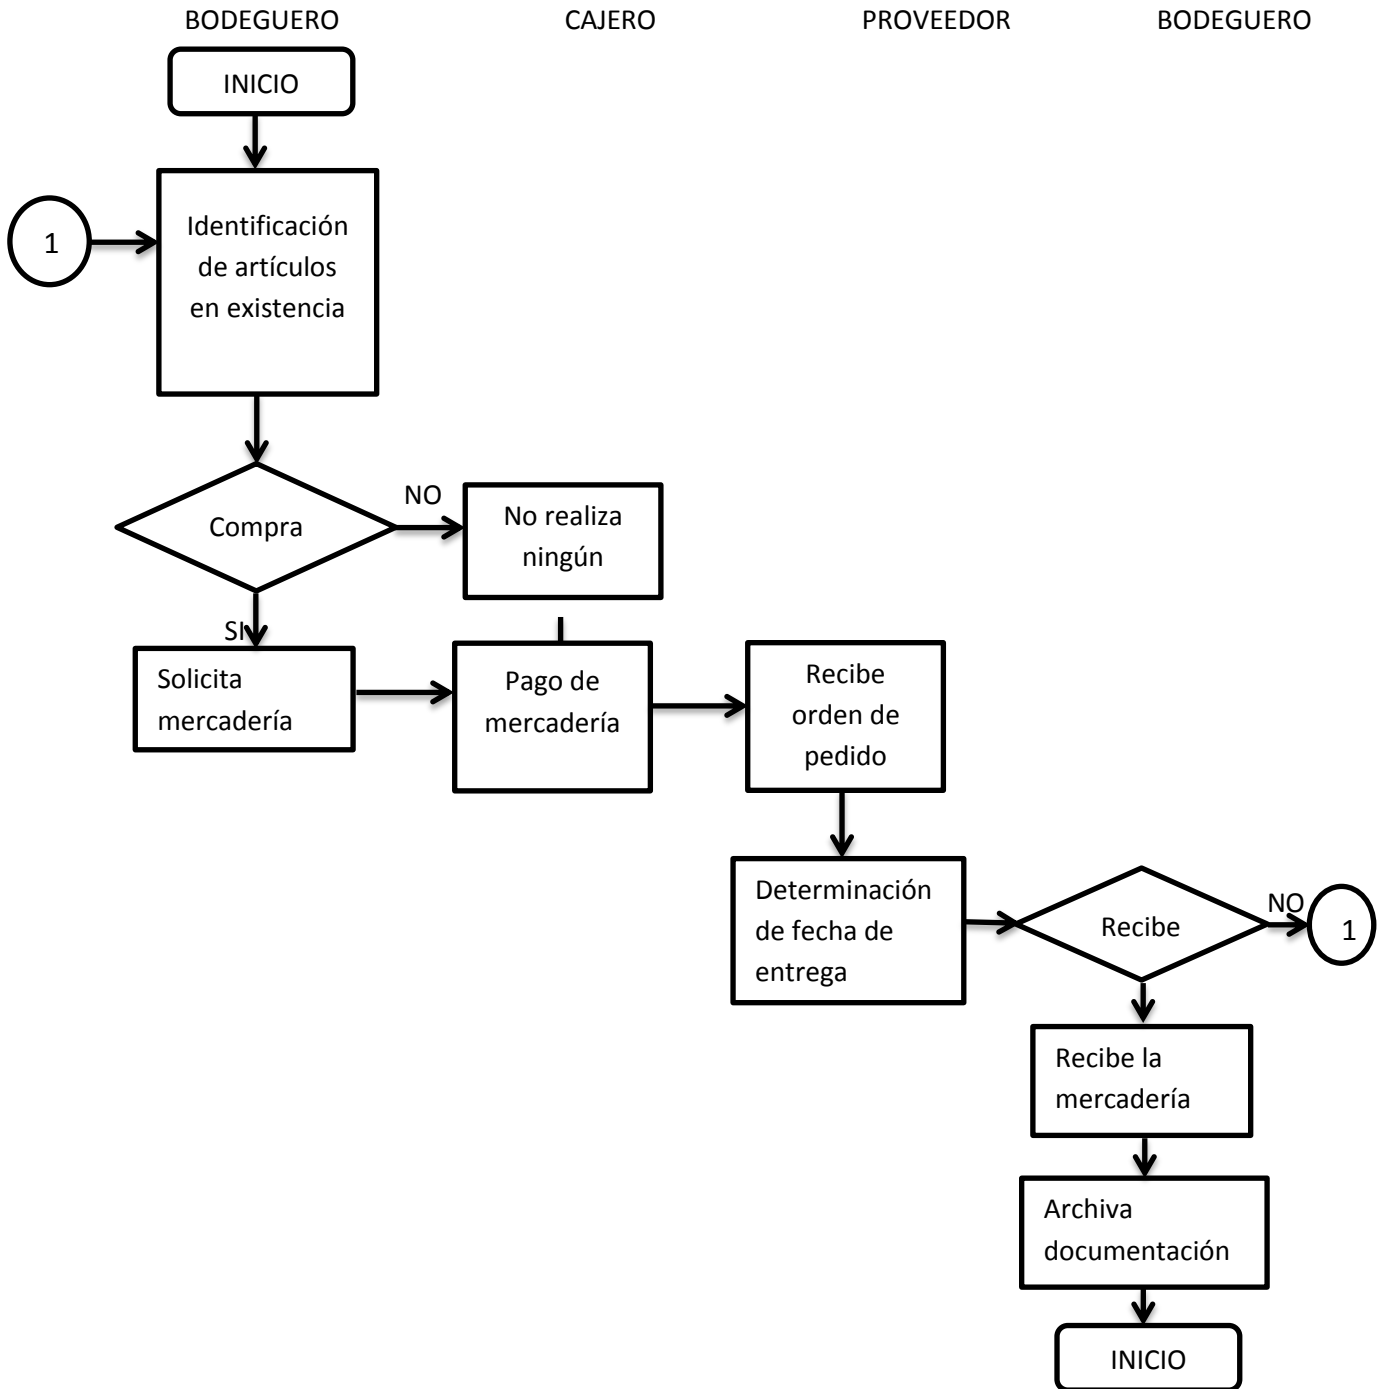 BODEGUERO CAJERO PROVEEDOR BODEGUERO
INICIO
1
Identificación
de artículos
en existencia
Compra
NO
No realiza
ningún
SI
Solicita
mercadería
Pago de
mercadería
Recibe
orden de
pedido
Determinación
de fecha de
entrega
Recibe
NO
1
Recibe la
mercadería
Archiva
documentación
INICIO